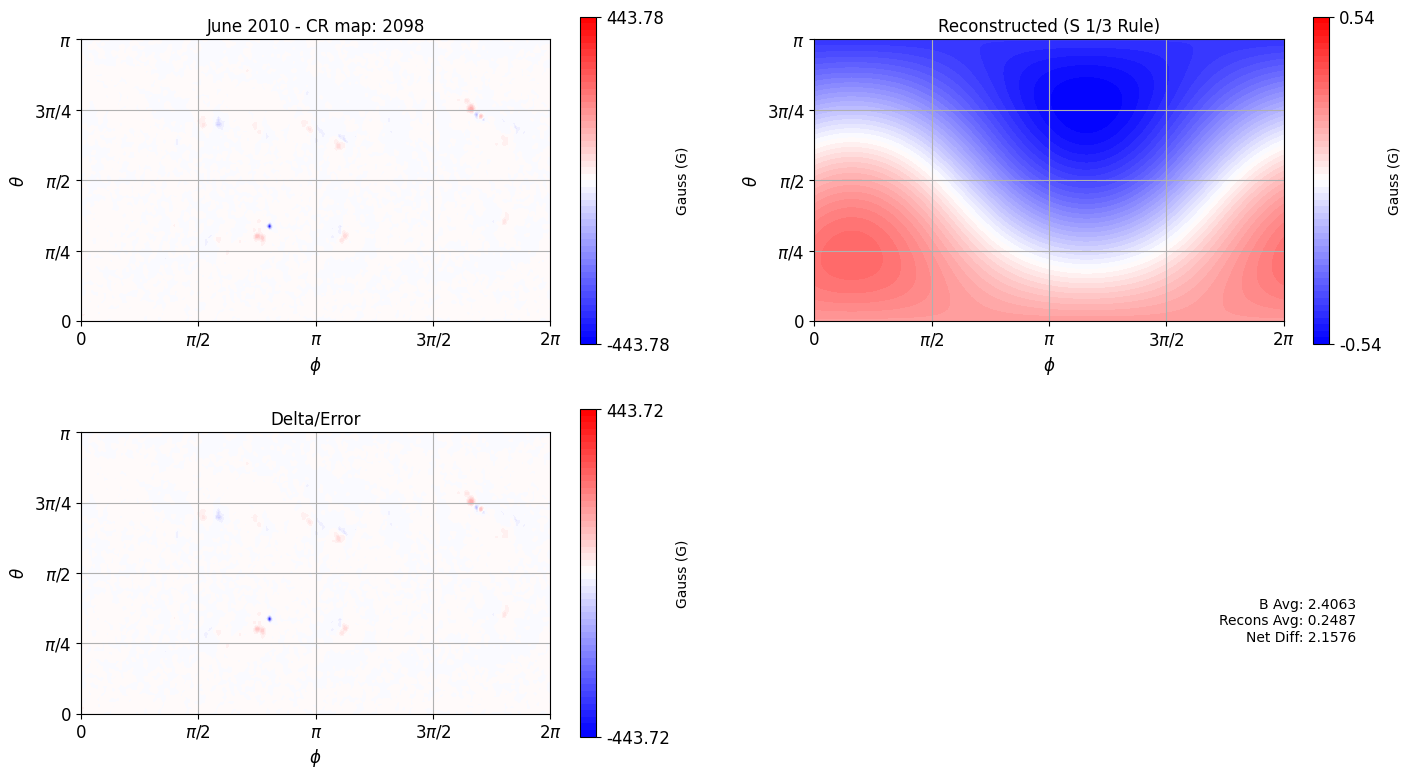 June 2010 - CR map: 2098
π
3π/4
π/2
π/4
0
θ
0
π/2
π
3π/2
2π
ϕ
443.78
-443.78
Gauss (G)
Reconstructed (S 1/3 Rule)
π
3π/4
π/2
π/4
0
θ
0
π/2
π
3π/2
2π
ϕ
0.54
-0.54
Gauss (G)
Delta/Error
π
3π/4
π/2
π/4
0
θ
0
π/2
π
3π/2
2π
ϕ
443.72
-443.72
Gauss (G)
B Avg: 2.4063
Recons Avg: 0.2487
Net Diff: 2.1576